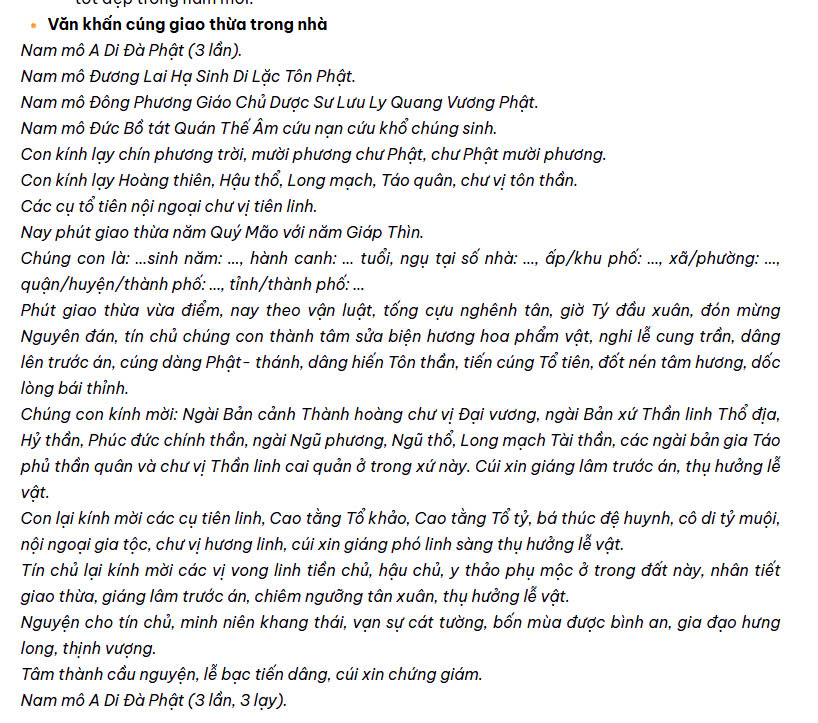 tốt đẹp trong năm mới.
Văn khấn cúng giao thừa trong nhà
Nam mô A Di Đà Phật (3 lần).
Nam mô Đương Lai Hạ Sinh Di Lặc Tôn Phật.
Nam mô Đông Phương Giáo Chủ Dược Sư Lưu Ly Quang Vương Phật.
Nam mô Đức Bồ tát Quán Thế Âm cứu nạn cứu khổ chúng sinh.
Con kính lạy chín phương trời, mười phương chư Phật, chư Phật mười phương.
Con kính lạy Hoàng thiên, Hậu thổ, Long mạch, Táo quân, chư vị tôn thần.
Các cụ tổ tiên nội ngoại chư vị tiên linh.
Nay phút giao thừa năm Quý Mão với năm Giáp Thìn.
Chúng con là: ...sinh năm: ..., hành canh: ... tuổi, ngụ tại số nhà: ..., ấp/khu phố: ..., xã/phường: ...,
quận/huyện/thành phố: ..., tỉnh/thành phố: ...
Phút giao thừa vừa điểm, nay theo vận luật, tống cựu nghênh tân, giờ Tý đầu xuân, đón mừng
Nguyên đán, tín chủ chúng con thành tâm sửa biện hương hoa phẩm vật, nghi lễ cung trần, dâng
lên trước án, cúng dàng Phật- thánh, dâng hiến Tôn thần, tiến cúng Tổ tiên, đốt nén tâm hương, dốc
lòng bái thỉnh.
Chúng con kính mời: Ngài Bản cảnh Thành hoàng chư vị Đại vương, ngài Bản xứ Thần linh Thổ địa,
Hỷ thần, Phúc đức chính thần, ngài Ngũ phương, Ngũ thổ, Long mạch Tài thần, các ngài bản gia Táo
phủ thần quân và chư vị Thần linh cai quản ở trong xứ này. Cúi xin giáng lâm trước án, thụ hưởng lễ
vật.
Con lại kính mời các cụ tiên linh, Cao tằng Tổ khảo, Cao tằng Tổ tỷ, bá thúc đệ huynh, cô di tỷ muội,
nội ngoại gia tộc, chư vị hương linh, cúi xin giáng phó linh sàng thụ hưởng lễ vật.
Tín chủ lại kính mời các vị vong linh tiền chủ, hậu chủ, y thảo phụ mộc ở trong đất này, nhân tiết
giao thừa, giáng lâm trước án, chiêm ngưỡng tân xuân, thụ hưởng lễ vật.
Nguyện cho tín chủ, minh niên khang thái, vạn sự cát tường, bốn mùa được bình an, gia đạo hưng
long, thịnh vượng.
Tâm thành cầu nguyện, lễ bạc tiến dâng, cúi xin chứng giám.
Nam mô A Di Đà Phật (3 lần, 3 lạy).